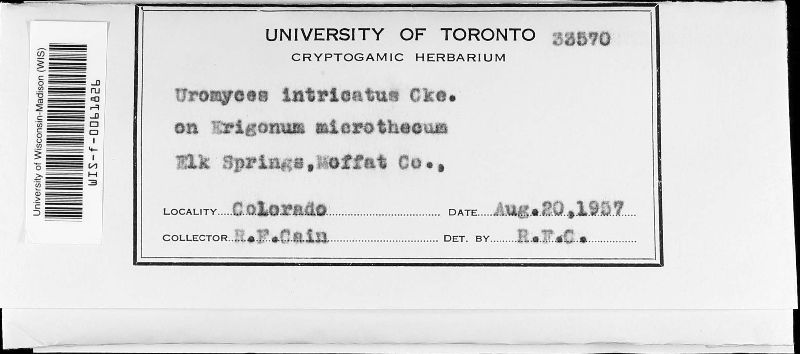 UNIVERSITY OF TORONTO 33570
CRYPTOGAMIC HERBARIUM
Uromyces intricatus Cke.
on Erigonum microthecum
Elk Springs, Moffat Co.,
LOCALITY Colorado DATE Aug.20,1957
COLLECTOR R.F.Cain DET. BY R.F.C.
University of Wisconsin-Madison (WIS)
WIS-f-0061826